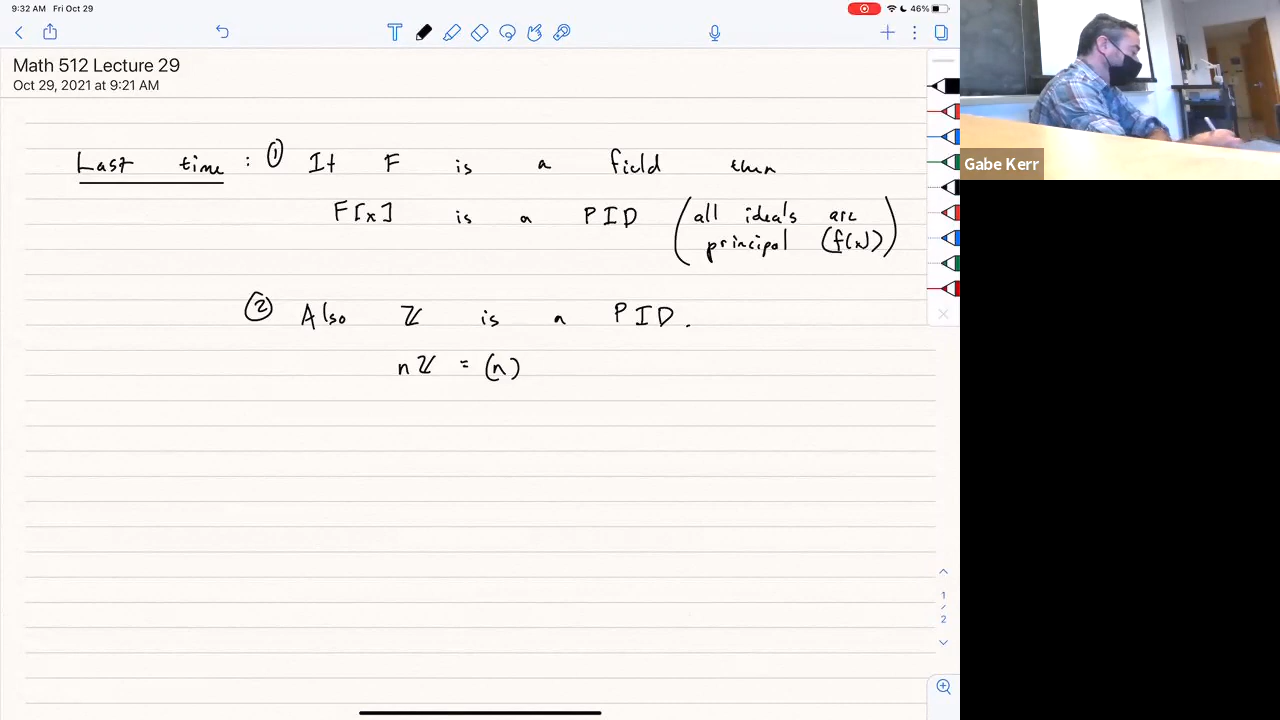 9:32 AM Fri Oct 29
46%
Math 512 Lecture 29
Oct 29, 2021 at 9:21 AM
Last time : ① If F is a field then
F[x] is a PID (all ideals are
principal (f(x)))
② Also ℤ is a PID.
nℤ = (n)
Gabe Kerr
1
/
2